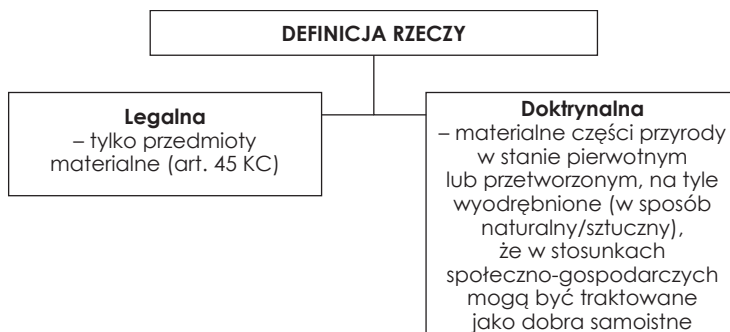 DEFINICJA RZECZY
Legalna
– tylko przedmioty
materialne (art. 45 KC)
Doktrynalna
– materialne części przyrody
w stanie pierwotnym
lub przetworzonym, na tyle
wyodrębnione (w sposób
naturalny/sztuczny),
że w stosunkach
społeczno-gospodarczych
mogą być traktowane
jako dobra samoistne